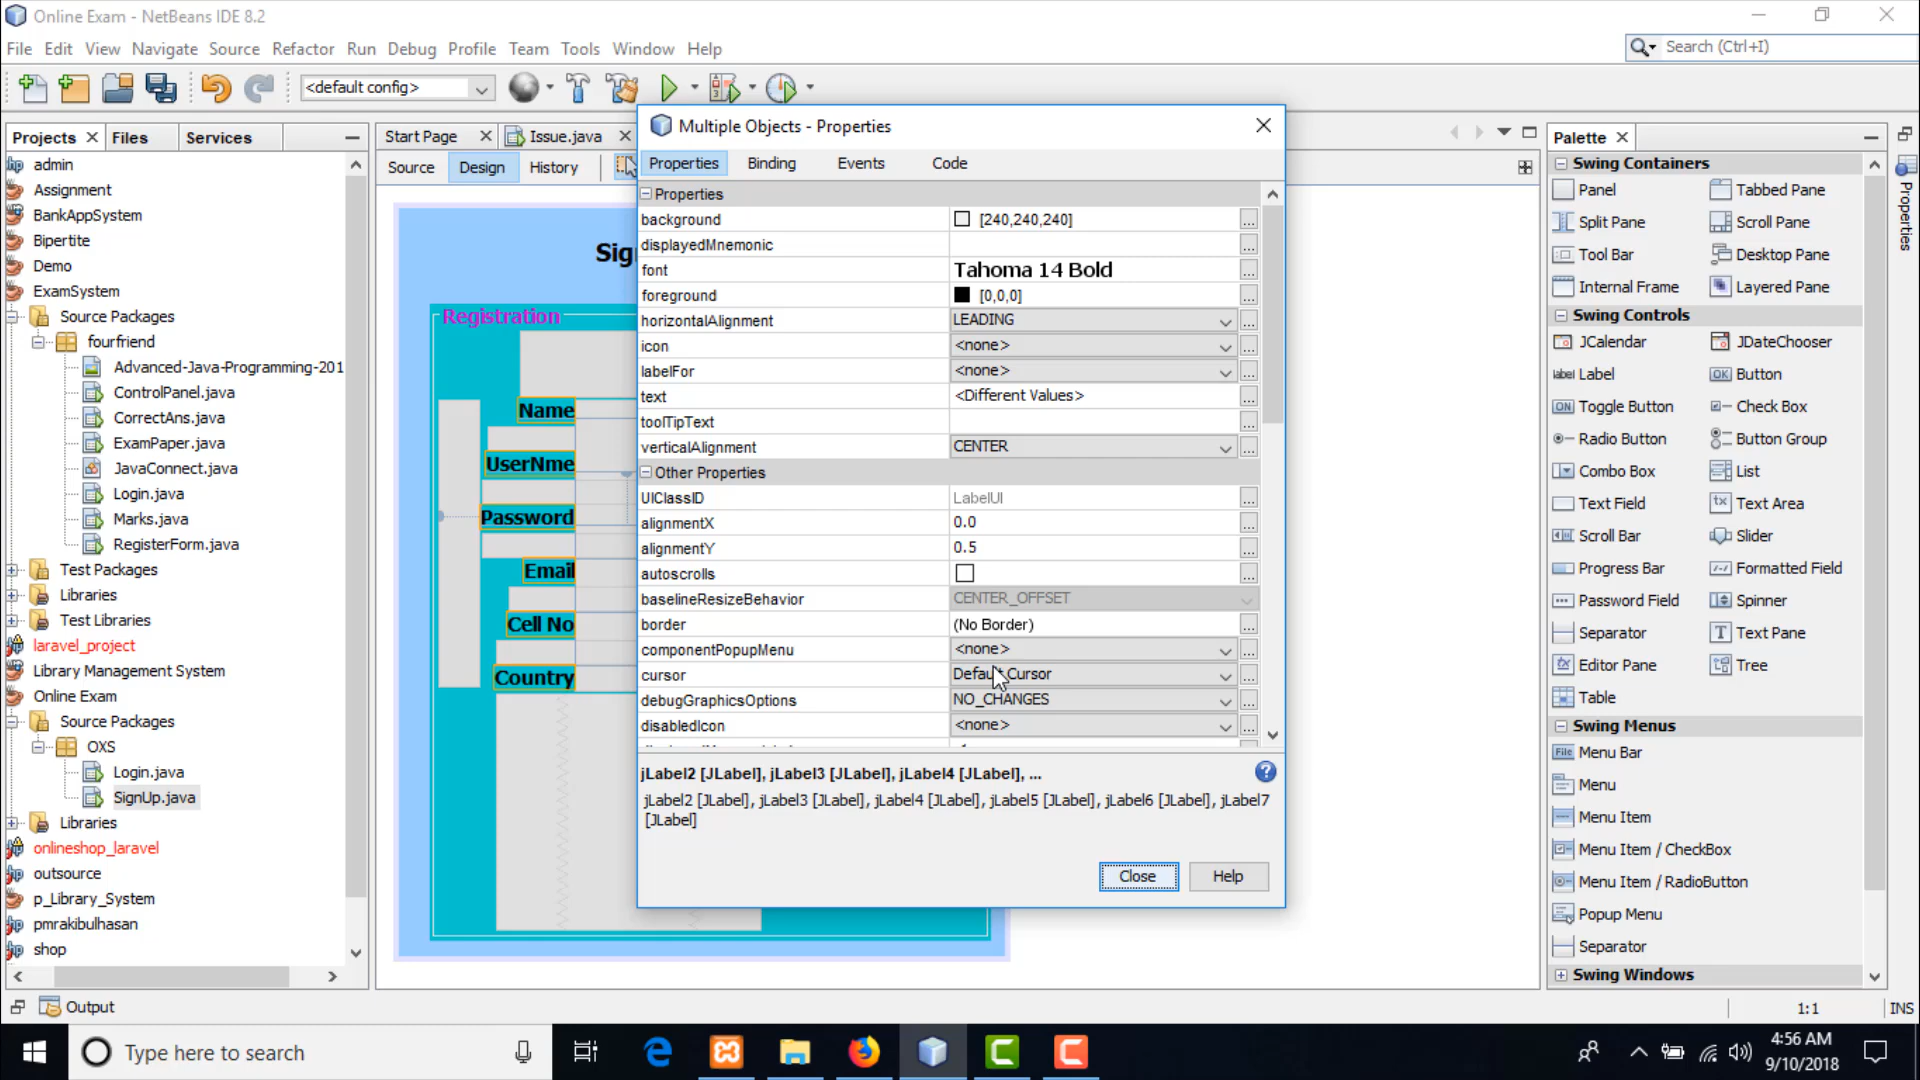 Online Exam - NetBeans IDE 8.2
File Edit View Navigate Source Refactor Run Debug Profile Team Tools Window Help
Search (Ctrl+I)
<default config>
Projects
Files
Services
admin
Assignment
BankAppSystem
Bipertite
Demo
ExamSystem
Source Packages
fourfriend
Advanced-Java-Programming-201
ControlPanel.java
CorrectAns.java
ExamPaper.java
JavaConnect.java
Login.java
Marks.java
RegisterForm.java
Test Packages
Libraries
Test Libraries
laravel_project
Library Management System
Online Exam
Source Packages
OXS
Login.java
SignUp.java
Libraries
onlineshop_laravel
outsource
p_Library_System
pmrakibulhasan
shop
Start Page
Issue.java
Source
Design
History
Sig
Registration
Name
UserNme
Password
Email
Cell No
Country
Multiple Objects - Properties
Properties
Binding
Events
Code
Properties
background [240,240,240]
displayedMnemonic
font Tahoma 14 Bold
foreground [0,0,0]
horizontalAlignment LEADING
icon <none>
labelFor <none>
text <Different Values>
toolTipText
verticalAlignment CENTER
Other Properties
UIClassID LabelUI
alignmentX 0.0
alignmentY 0.5
autoscrolls
baselineResizeBehavior CENTER_OFFSET
border (No Border)
componentPopupMenu <none>
cursor Default Cursor
debugGraphicsOptions NO_CHANGES
disabledIcon <none>
jLabel2 [JLabel], jLabel3 [JLabel], jLabel4 [JLabel], ...
jLabel2 [JLabel], jLabel3 [JLabel], jLabel4 [JLabel], jLabel5 [JLabel], jLabel6 [JLabel], jLabel7
[JLabel]
Close
Help
Palette
Swing Containers
Panel Tabbed Pane
Split Pane Scroll Pane
Tool Bar Desktop Pane
Internal Frame Layered Pane
Swing Controls
JCalendar JDateChooser
label Label OK Button
ON Toggle Button Check Box
Radio Button Button Group
Combo Box List
Text Field Text Area
Scroll Bar Slider
Progress Bar Formatted Field
Password Field Spinner
Separator Text Pane
Editor Pane Tree
Table
Swing Menus
File Menu Bar
Menu
Menu Item
Menu Item / CheckBox
Menu Item / RadioButton
Popup Menu
Separator
Swing Windows
Properties
Output
1:1
INS
Type here to search
4:56 AM
9/10/2018